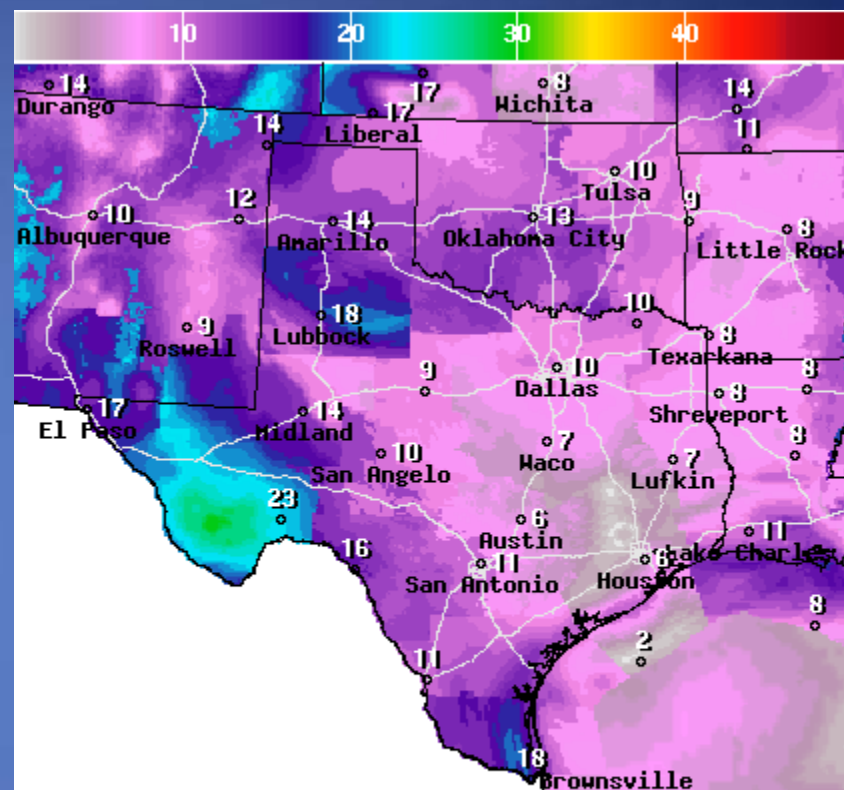 10 20 30 40
14 17 8 14
Durango Wichita
17
Liberal
14 11
10
Tulsa
10 12 14 13 9 8
Albuquerque Amarillo Oklahoma City Little Rock
9 18 10 8
Roswell Lubbock Texarkana
9 10 8 8
Dallas Shreveport
17 14
El Paso Midland
10 7 7 8
San Angelo Waco Lufkin
23 6 11
Austin Lake Charles
16 11 6
San Antonio Houston
8
2
11
18
Brownsville